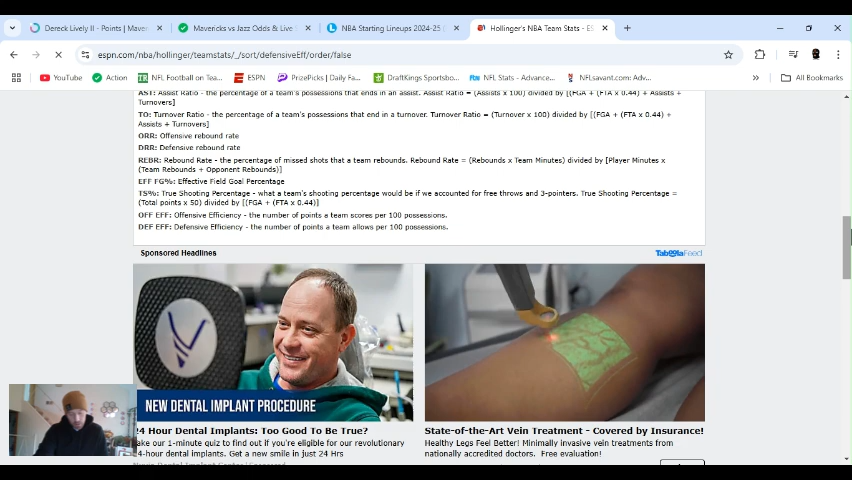 Dereck Lively II - Points | Maver
Mavericks vs Jazz Odds & Live
NBA Starting Lineups 2024-25 (
Hollinger's NBA Team Stats - ES
espn.com/nba/hollinger/teamstats/_/sort/defensiveEff/order/false
YouTube
Action
NFL Football on Tea...
ESPN
PrizePicks | Daily Fa...
DraftKings Sportsbo...
NFL Stats - Advance...
NFLsavant.com: Adv...
All Bookmarks
AST: Assist Ratio - the percentage of a team's possessions that ends in an assist. Assist Ratio = (Assists x 100) divided by [(FGA + (FTA x 0.44) + Assists +
Turnovers]
TO: Turnover Ratio - the percentage of a team's possessions that end in a turnover. Turnover Ratio = (Turnover x 100) divided by [(FGA + (FTA x 0.44) +
Assists + Turnovers]
ORR: Offensive rebound rate
DRR: Defensive rebound rate
REBR: Rebound Rate - the percentage of missed shots that a team rebounds. Rebound Rate = (Rebounds x Team Minutes) divided by [Player Minutes x
(Team Rebounds + Opponent Rebounds)]
EFF FG%: Effective Field Goal Percentage
TS%: True Shooting Percentage - what a team's shooting percentage would be if we accounted for free throws and 3-pointers. True Shooting Percentage =
(Total points x 50) divided by [(FGA + (FTA x 0.44)]
OFF EFF: Offensive Efficiency - the number of points a team scores per 100 possessions.
DEF EFF: Defensive Efficiency - the number of points a team allows per 100 possessions.
Sponsored Headlines
Taboola Feed
NEW DENTAL IMPLANT PROCEDURE
24 Hour Dental Implants: Too Good To Be True?
State-of-the-Art Vein Treatment - Covered by Insurance!
ake our 1-minute quiz to find out if you're eligible for our revolutionary
Healthy Legs Feel Better! Minimally invasive vein treatments from
4-hour dental implants. Get a new smile in just 24 Hrs
nationally accredited doctors. Free evaluation!